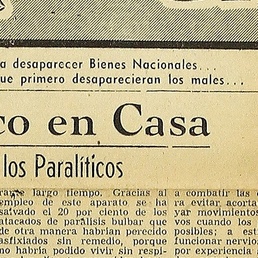 a desaparecer Bienes Nacionales...
ue primero desaparecieran los males...
co en Casa
los Paralíticos
rante largo tiempo. Gracias al
empleo de este aparato se ha
salvado el 20 por ciento de los
atacados de parálisis bulbar que
de otra manera habrían perecido
asfixiados sin remedio, porque
no habría podido vivir sin respi-
a combatir las
ra evitar acorta
var movimientos
vos cuando los
posibles; a est
funcionar nervio
por experiencia